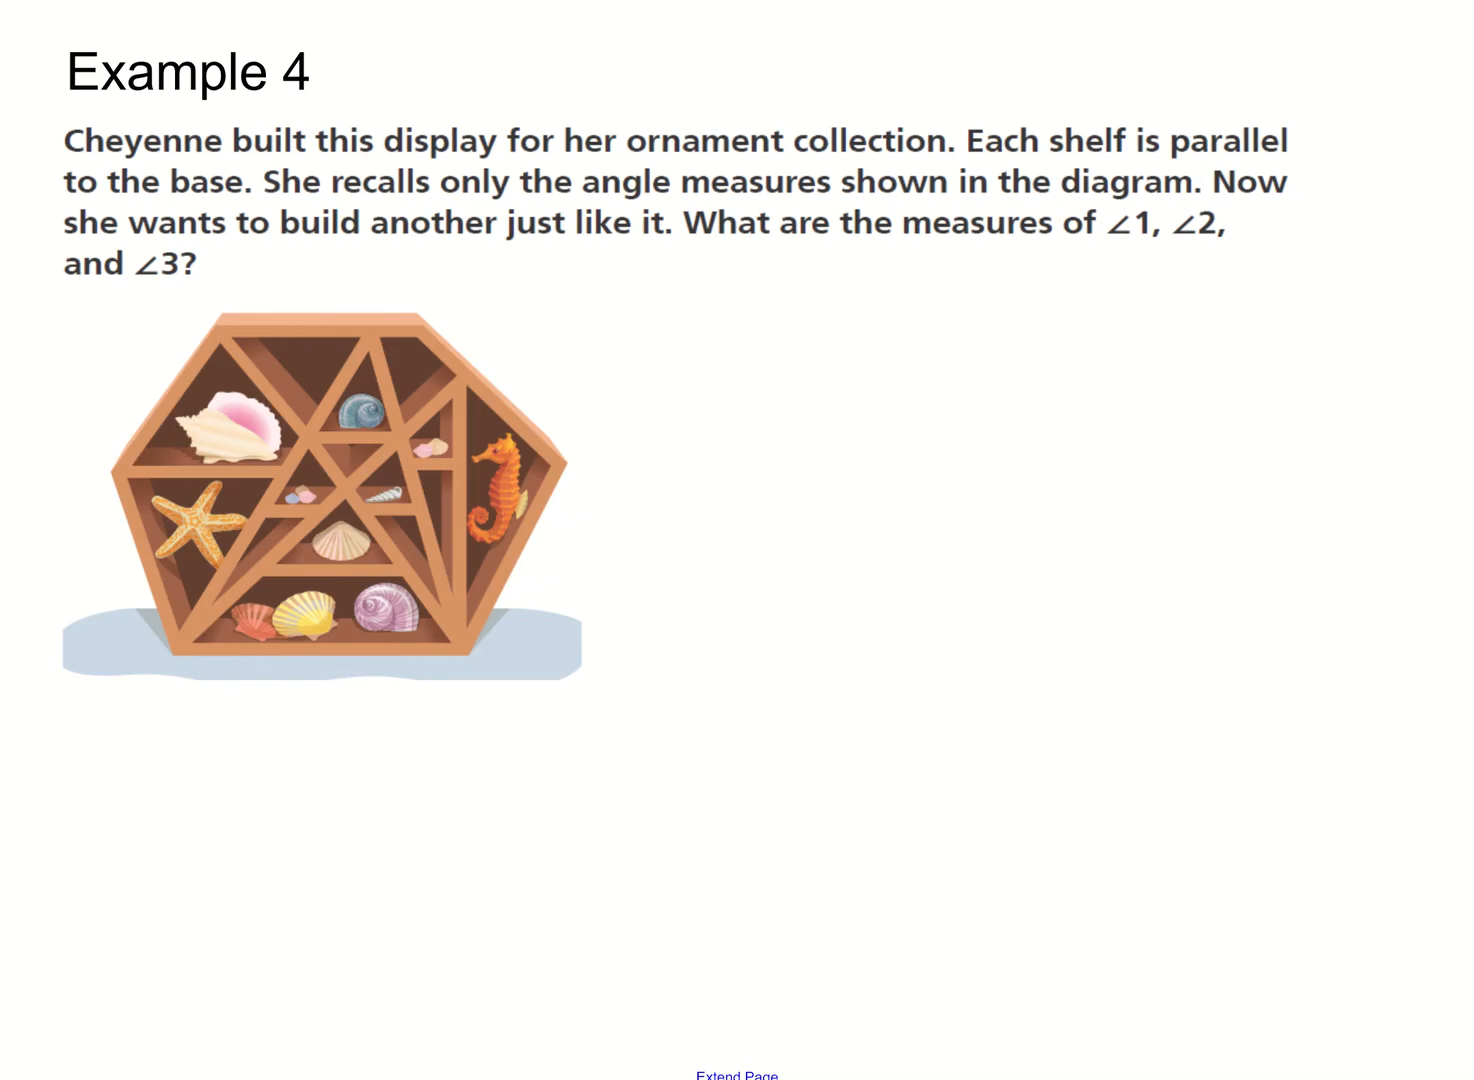 Example 4
Cheyenne built this display for her ornament collection. Each shelf is parallel
to the base. She recalls only the angle measures shown in the diagram. Now
she wants to build another just like it. What are the measures of ∠1, ∠2,
and ∠3?
Extend Page